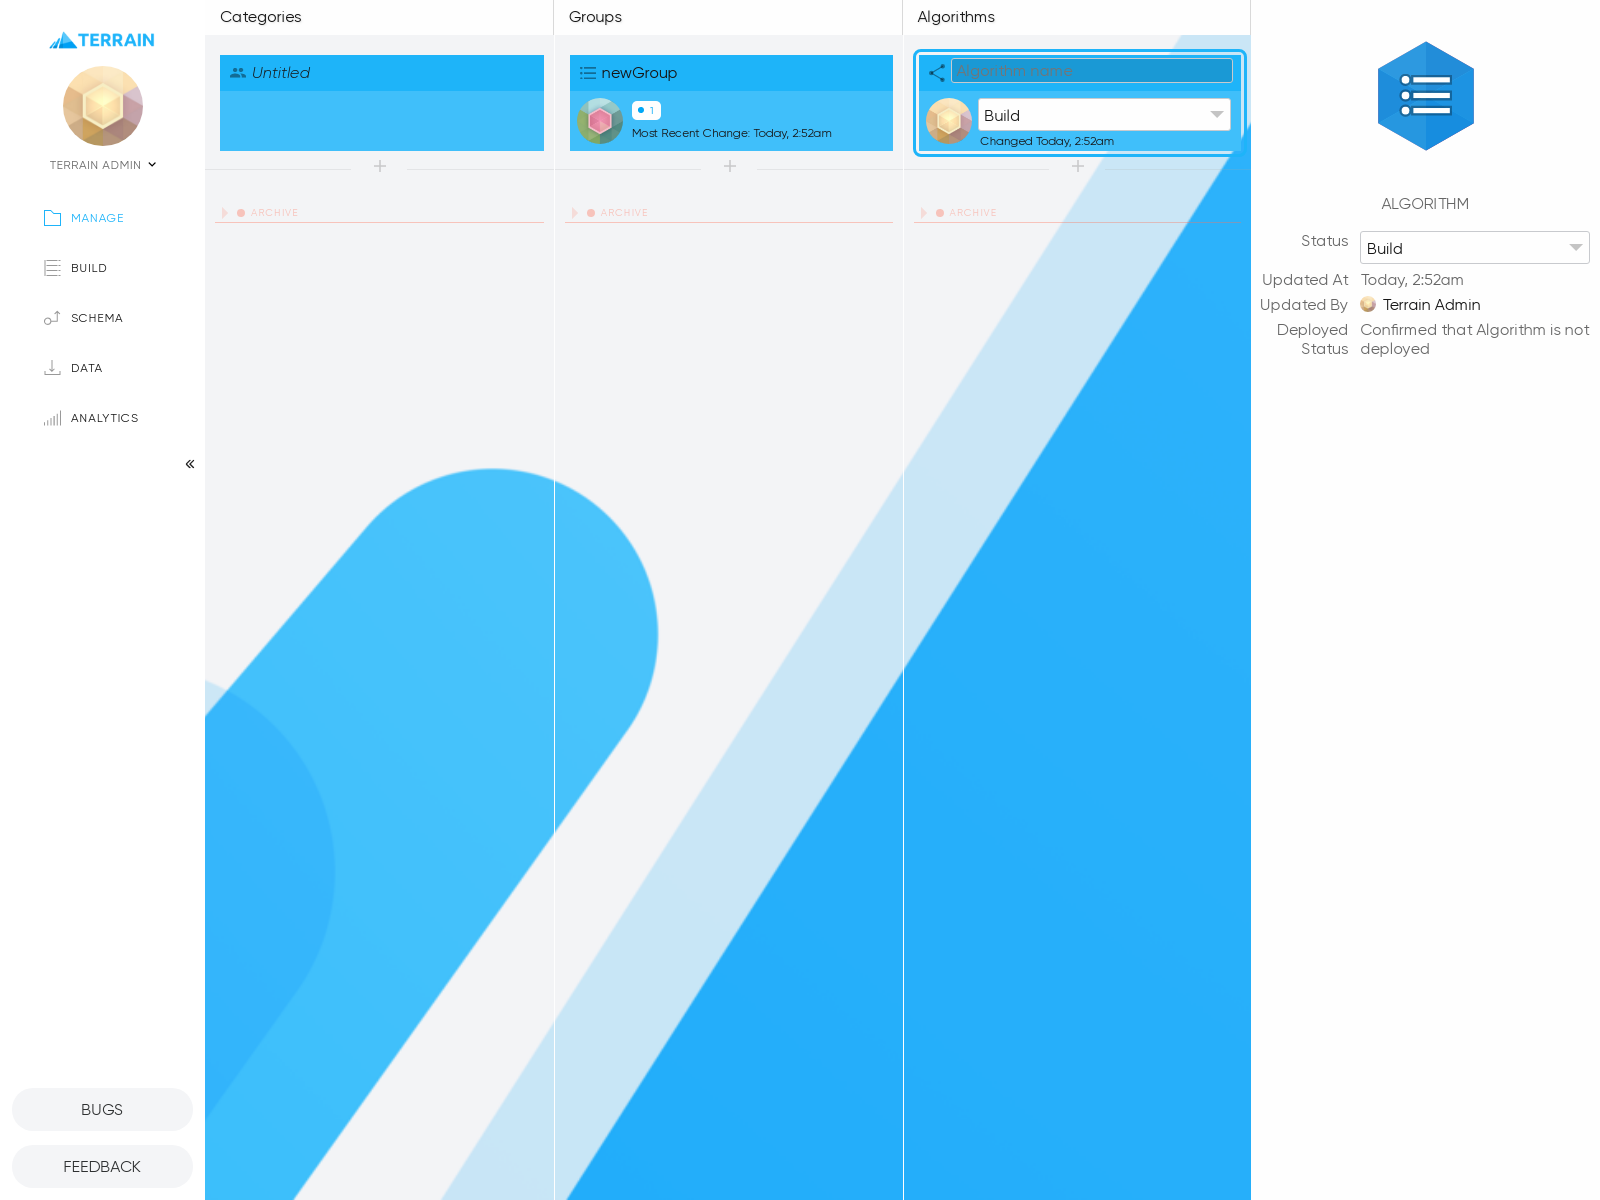 TERRAIN
TERRAIN ADMIN
MANAGE
BUILD
SCHEMA
DATA
ANALYTICS
BUGS
FEEDBACK
Categories
Untitled
ARCHIVE
Groups
newGroup
1
Most Recent Change: Today, 2:52am
ARCHIVE
Algorithms
Algorithm name
Build
Changed Today, 2:52am
ARCHIVE
ALGORITHM
Status Build
Updated At Today, 2:52am
Updated By Terrain Admin
Deployed Status Confirmed that Algorithm is not deployed